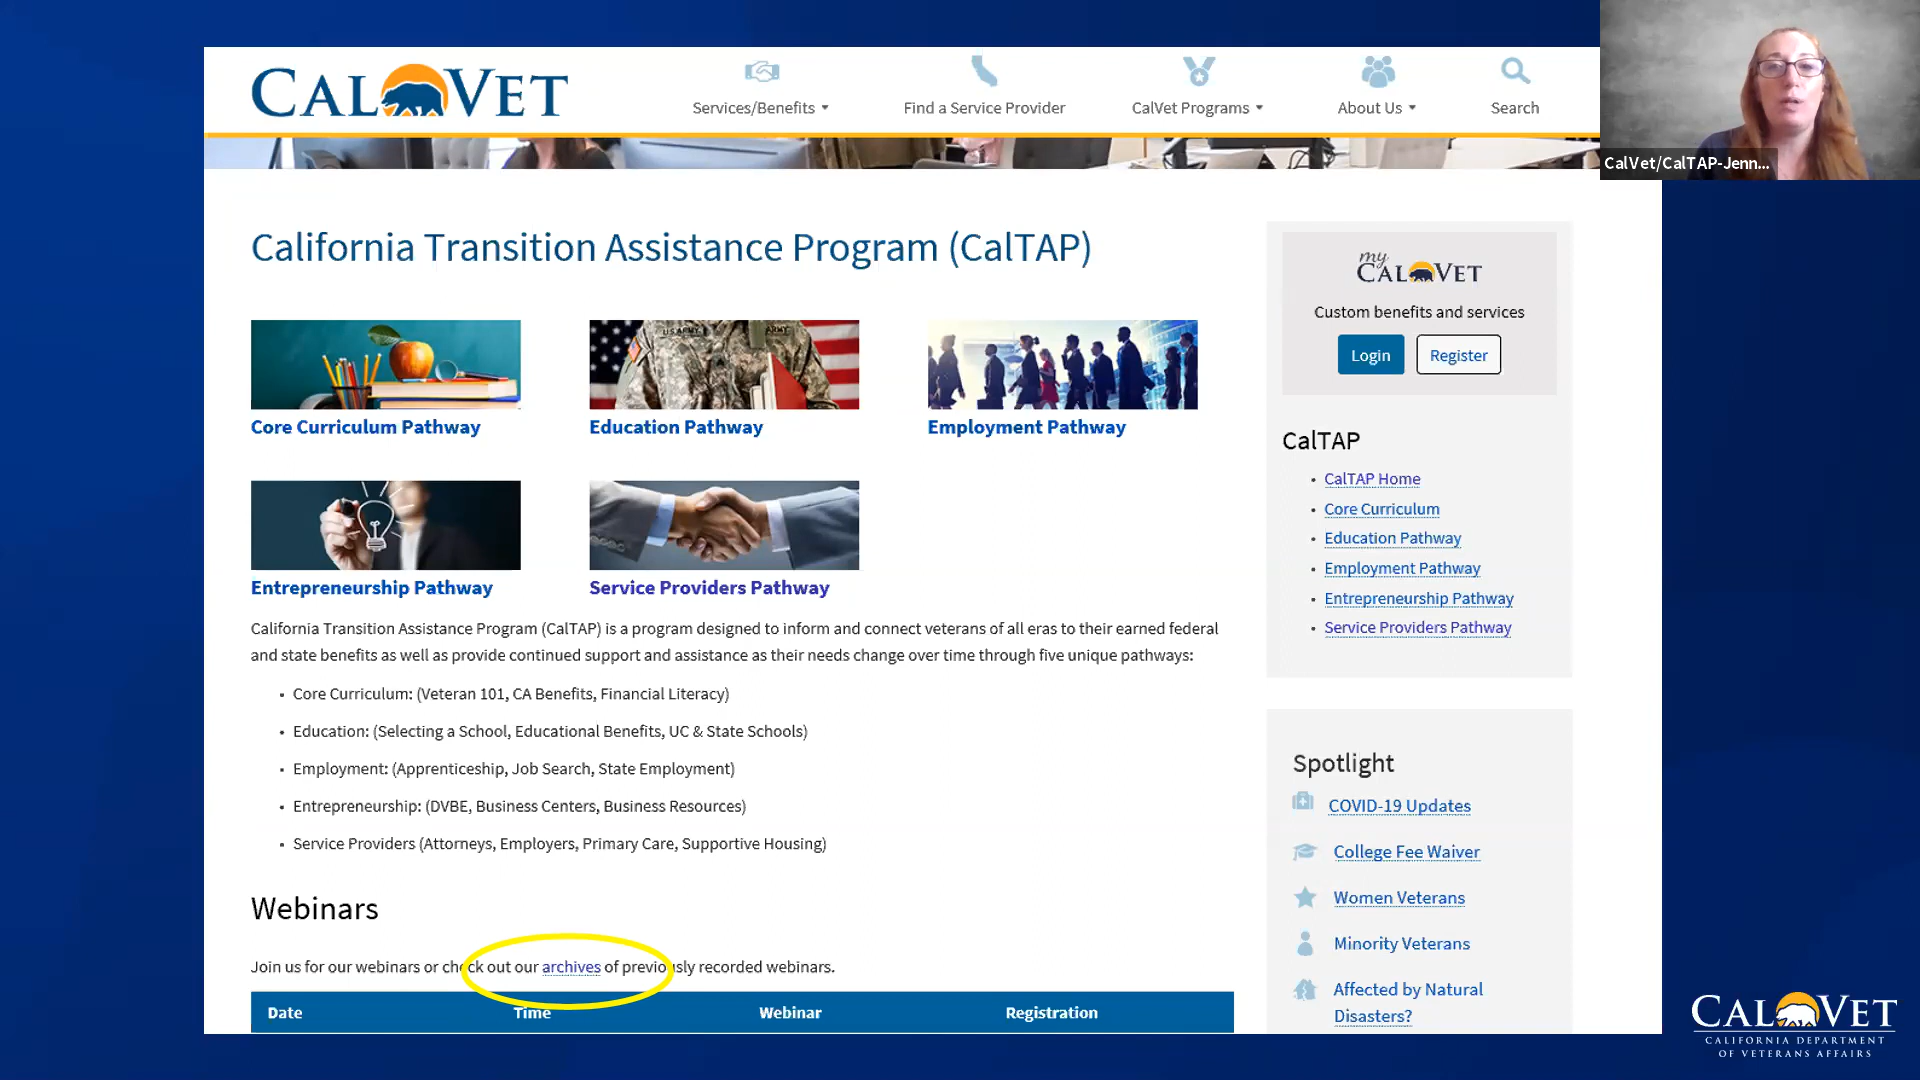 CALVET
Services/Benefits
Find a Service Provider
CalVet Programs
About Us
Search
CalVet/CalTAP-Jenn...
California Transition Assistance Program (CalTAP)
U.S. ARMY
ARMY
Core Curriculum Pathway
Education Pathway
Employment Pathway
Entrepreneurship Pathway
Service Providers Pathway
California Transition Assistance Program (CalTAP) is a program designed to inform and connect veterans of all eras to their earned federal
and state benefits as well as provide continued support and assistance as their needs change over time through five unique pathways:
• Core Curriculum: (Veteran 101, CA Benefits, Financial Literacy)
• Education: (Selecting a School, Educational Benefits, UC & State Schools)
• Employment: (Apprenticeship, Job Search, State Employment)
• Entrepreneurship: (DVBE, Business Centers, Business Resources)
• Service Providers (Attorneys, Employers, Primary Care, Supportive Housing)
Webinars
Join us for our webinars or check out our archives of previously recorded webinars.
Date Time Webinar Registration
my
CALVET
Custom benefits and services
Login
Register
CalTAP
• CalTAP Home
• Core Curriculum
• Education Pathway
• Employment Pathway
• Entrepreneurship Pathway
• Service Providers Pathway
Spotlight
COVID-19 Updates
College Fee Waiver
Women Veterans
Minority Veterans
Affected by Natural
Disasters?
CALVET
CALIFORNIA DEPARTMENT
OF VETERANS AFFAIRS